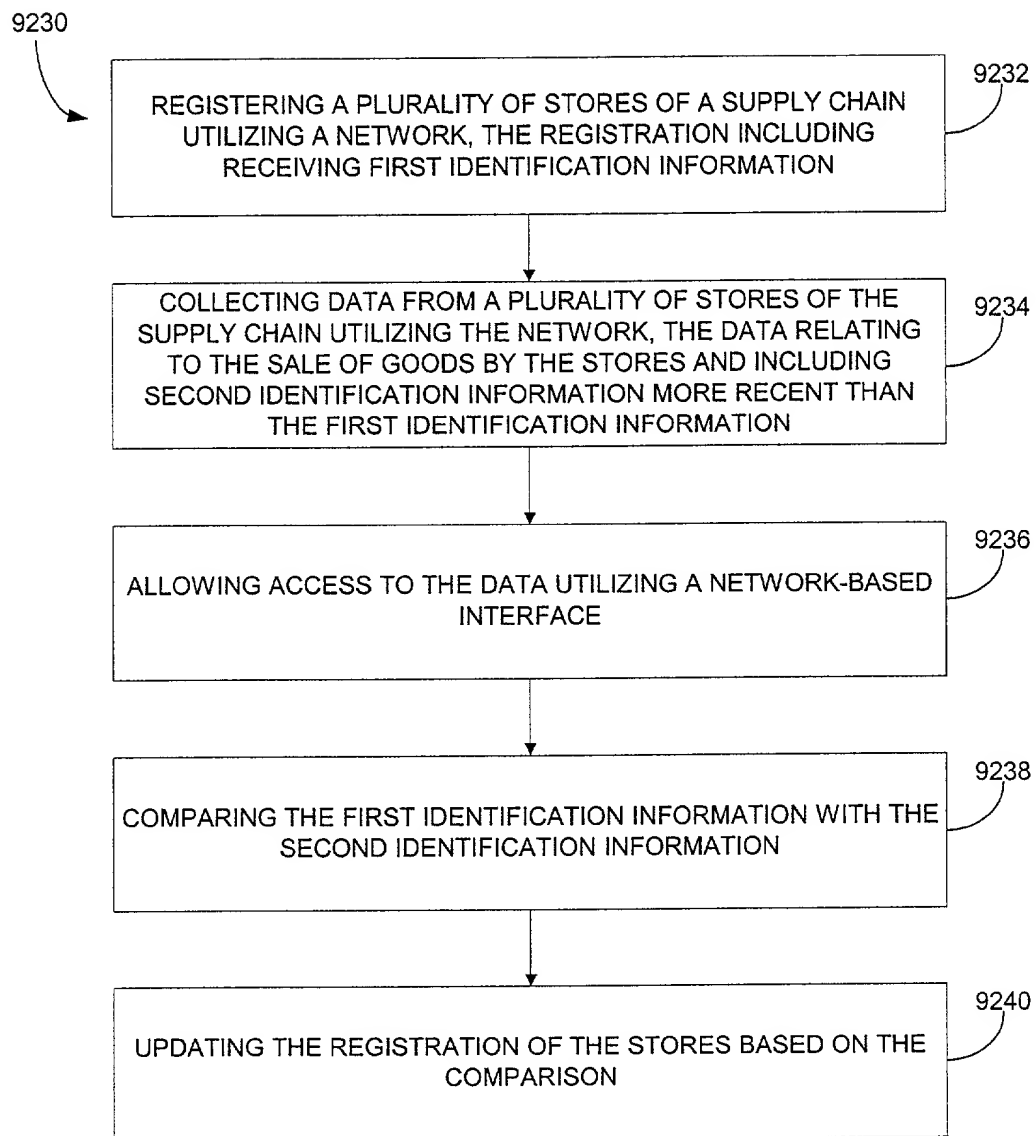 9230
9232
REGISTERING A PLURALITY OF STORES OF A SUPPLY CHAIN
UTILIZING A NETWORK, THE REGISTRATION INCLUDING
RECEIVING FIRST IDENTIFICATION INFORMATION
9234
COLLECTING DATA FROM A PLURALITY OF STORES OF THE
SUPPLY CHAIN UTILIZING THE NETWORK, THE DATA RELATING
TO THE SALE OF GOODS BY THE STORES AND INCLUDING
SECOND IDENTIFICATION INFORMATION MORE RECENT THAN
THE FIRST IDENTIFICATION INFORMATION
9236
ALLOWING ACCESS TO THE DATA UTILIZING A NETWORK-BASED
INTERFACE
9238
COMPARING THE FIRST IDENTIFICATION INFORMATION WITH THE
SECOND IDENTIFICATION INFORMATION
9240
UPDATING THE REGISTRATION OF THE STORES BASED ON THE
COMPARISON